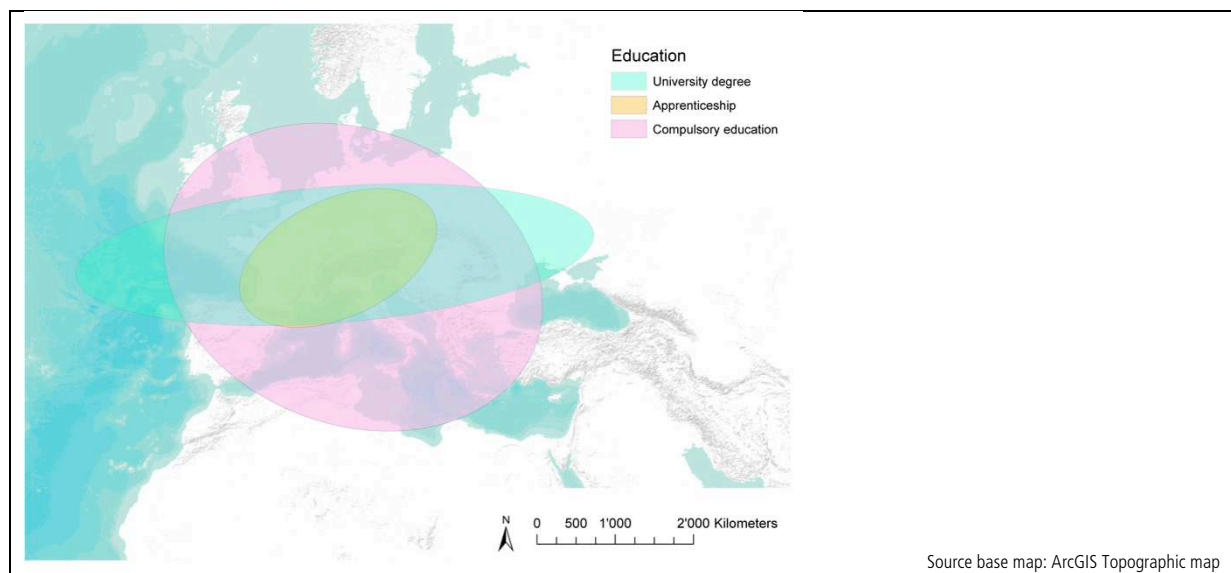 Education
University degree
Apprenticeship
Compulsory education
N
0 500 1'000 2'000 Kilometers
Source base map: ArcGIS Topographic map